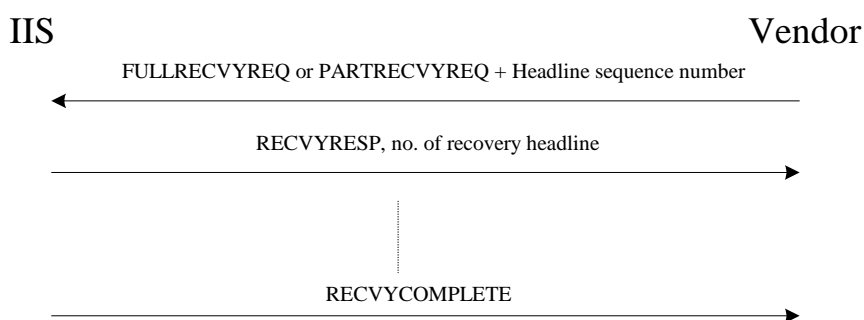 IIS
Vendor
FULLRECVYREQ or PARTRECVYREQ + Headline sequence number
RECVYRESP, no. of recovery headline
RECVYCOMPLETE